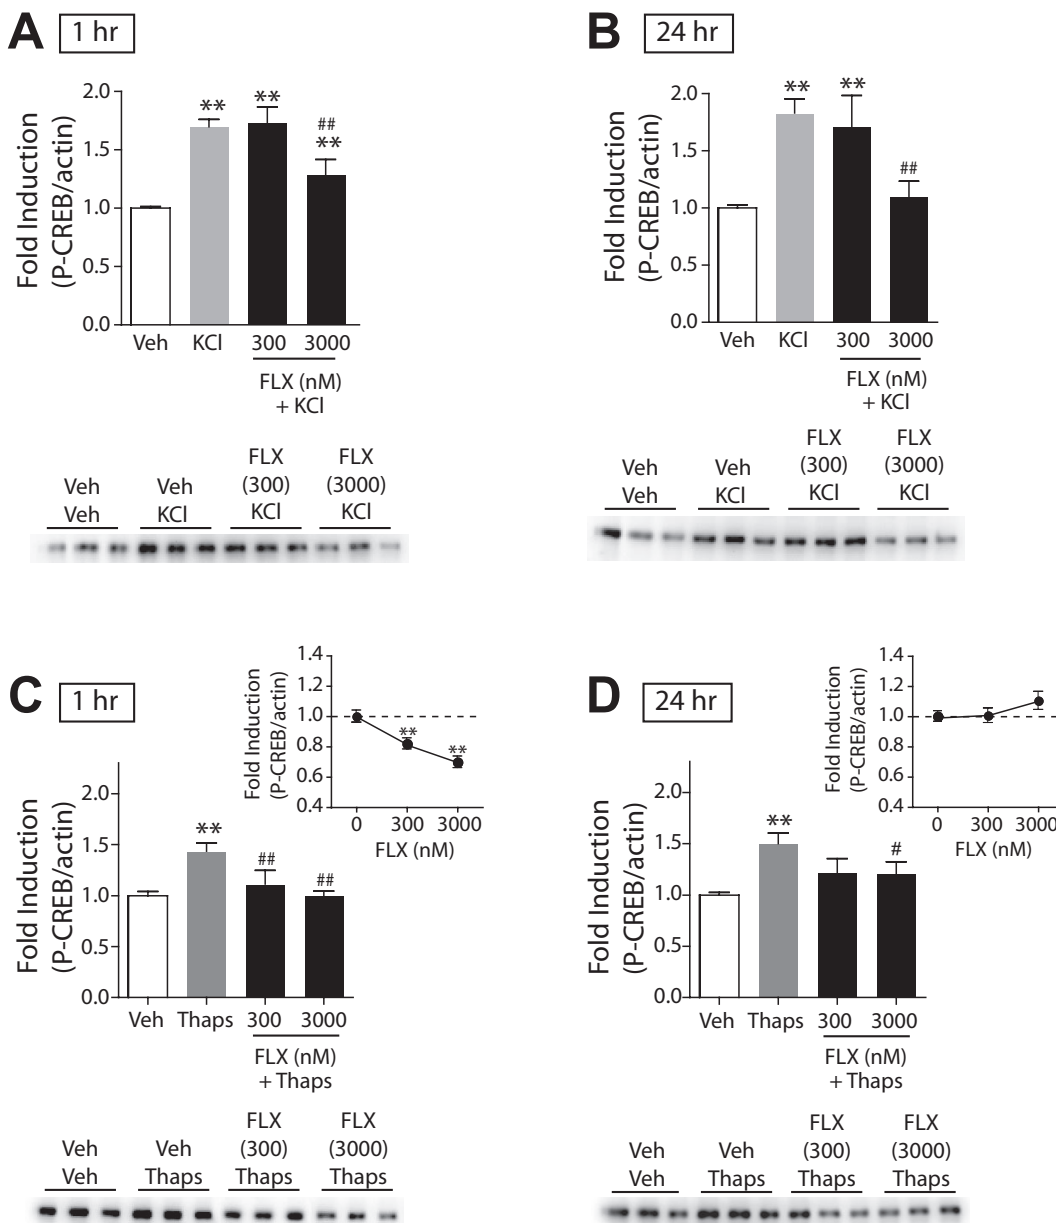 A 1 hr
Fold Induction
(P-CREB/actin)
2.0
1.5
1.0
0.5
0.0
**
**
##
**
Veh KCl 300 3000
FLX (nM)
+ KCl
FLX FLX
Veh Veh (300) (3000)
Veh KCl KCl KCl
B 24 hr
Fold Induction
(P-CREB/actin)
2.0
1.5
1.0
0.5
0.0
**
**
##
Veh KCl 300 3000
FLX (nM)
+ KCl
FLX FLX
Veh Veh (300) (3000)
Veh KCl KCl KCl
C 1 hr
Fold Induction
(P-CREB/actin)
1.4
1.2
1.0
0.8
0.6
0.4
**
**
0 300 3000
FLX (nM)
Fold Induction
(P-CREB/actin)
2.0
1.5
1.0
0.5
0.0
**
##
##
Veh Thaps 300 3000
FLX (nM)
+ Thaps
FLX FLX
Veh Veh (300) (3000)
Veh Thaps Thaps Thaps
D 24 hr
Fold Induction
(P-CREB/actin)
1.4
1.2
1.0
0.8
0.6
0.4
0 300 3000
FLX (nM)
Fold Induction
(P-CREB/actin)
2.0
1.5
1.0
0.5
0.0
**
#
Veh Thaps 300 3000
FLX (nM)
+ Thaps
FLX FLX
Veh Veh (300) (3000)
Veh Thaps Thaps Thaps